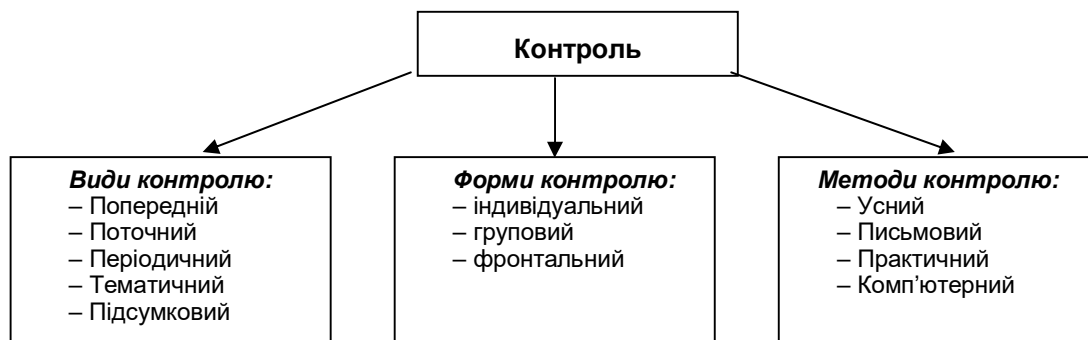 Контроль
Види контролю:
– Попередній
– Поточний
– Періодичний
– Тематичний
– Підсумковий
Форми контролю:
– індивідуальний
– груповий
– фронтальний
Методи контролю:
– Усний
– Письмовий
– Практичний
– Комп’ютерний